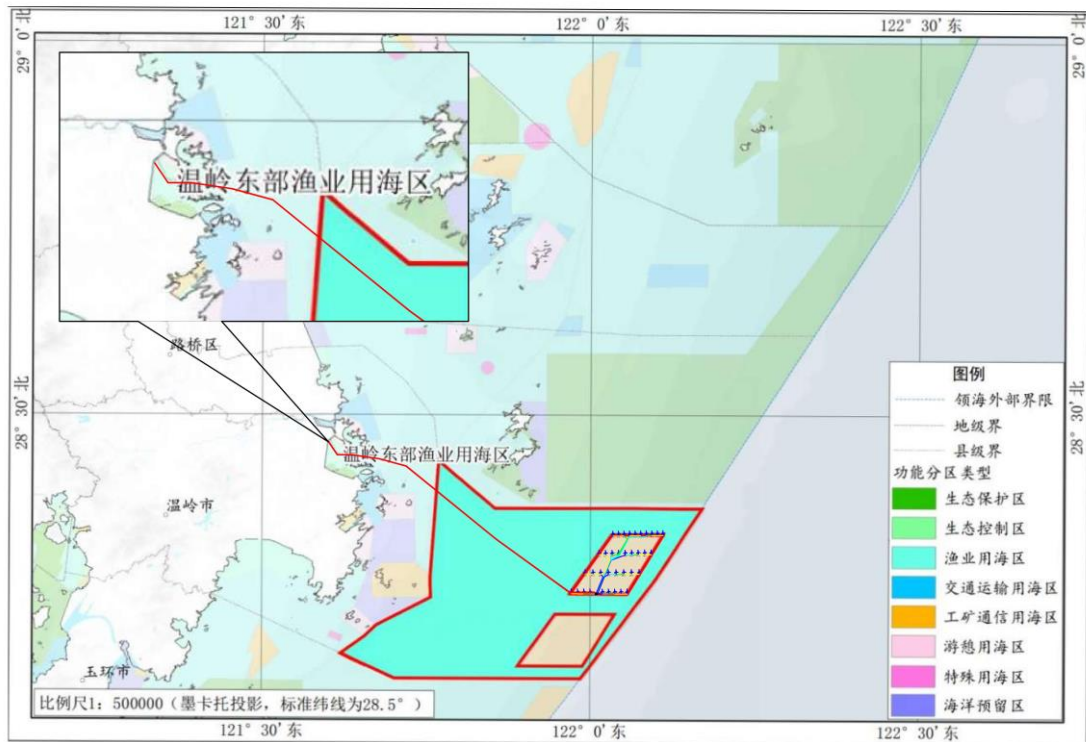 121° 30′东
122° 0′东
122° 30′东
29° 0′北
29° 0′北
温岭东部渔业用海区
路桥区
28° 30′北
28° 30′北
温岭东部渔业用海区
温岭市
玉环市
图例
领海外部界限
地级界
县级界
功能分区类型
生态保护区
生态控制区
渔业用海区
交通运输用海区
工矿通信用海区
游憩用海区
特殊用海区
海洋预留区
比例尺1：500000（墨卡托投影，标准纬线为28.5°）
121° 30′东
122° 0′东
122° 30′东